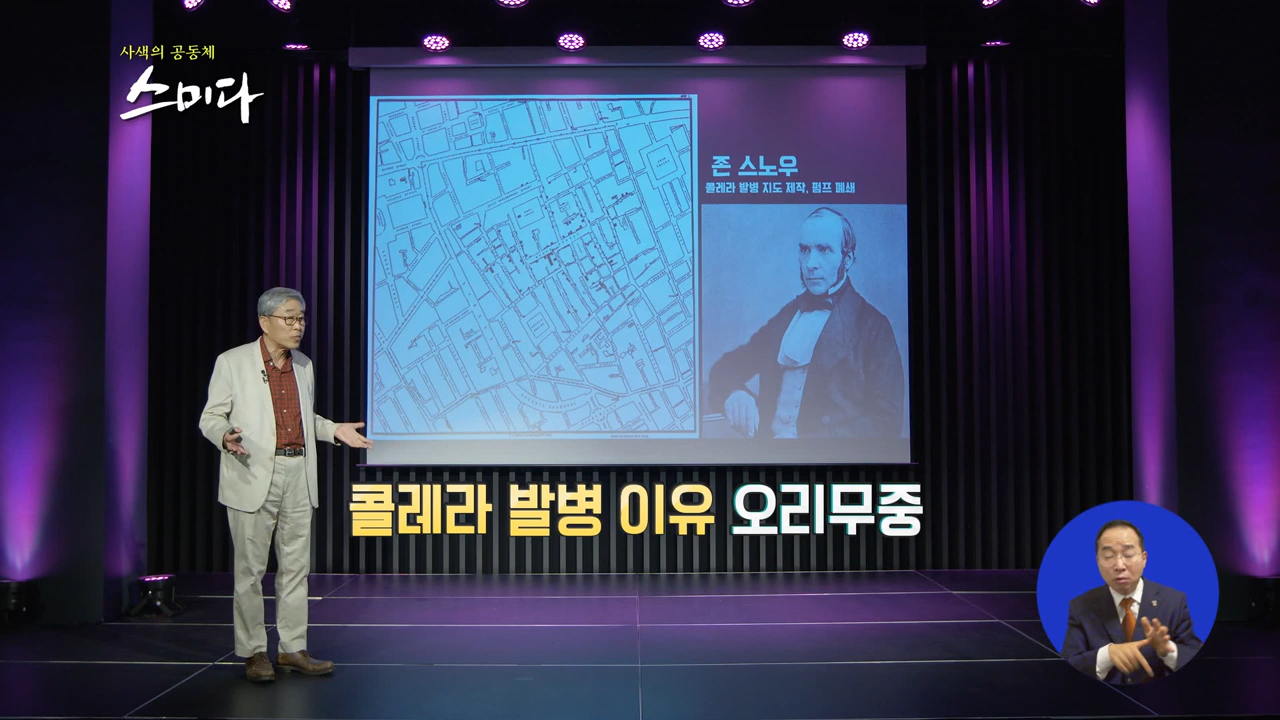 사색의 공동체
스미다
존 스노우
콜레라 발병 지도 제작, 펌프 폐쇄
콜레라 발병 이유 오리무중